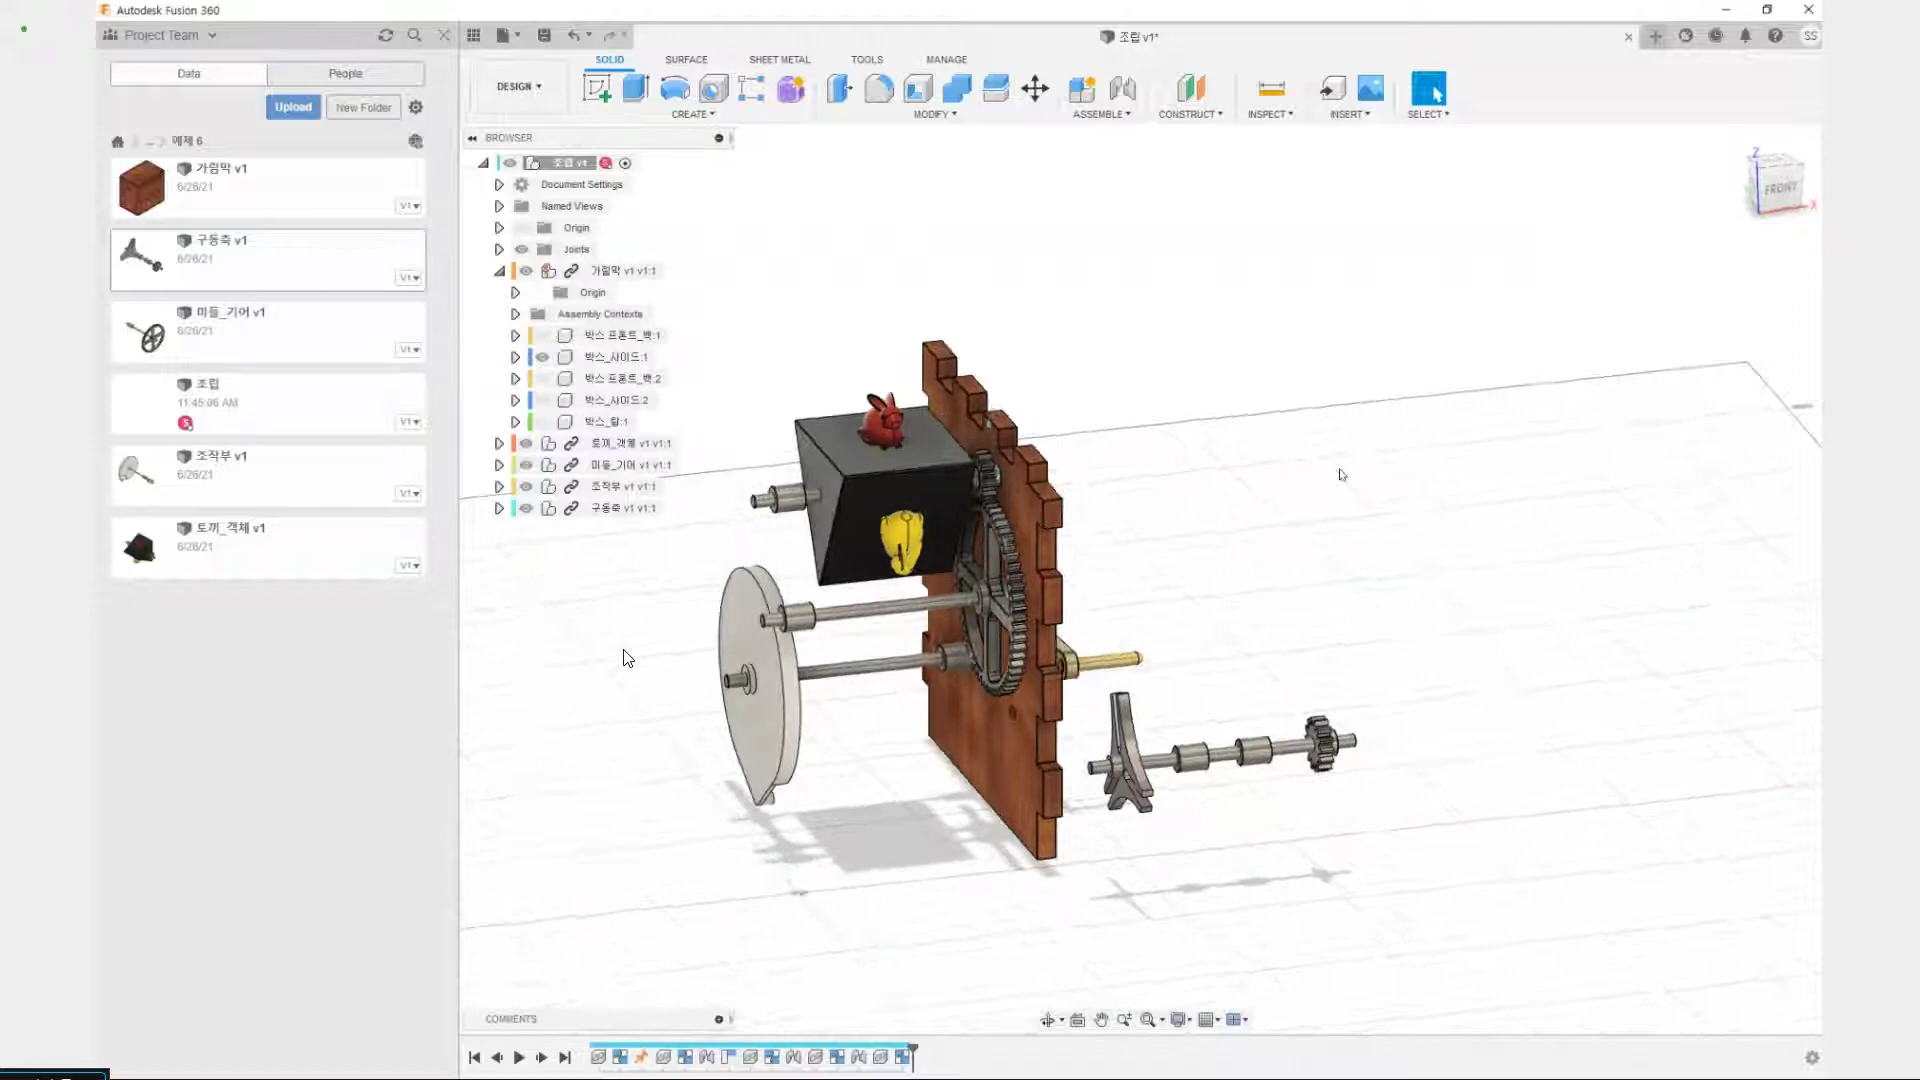 Autodesk Fusion 360
Project Team
Data
People
Upload
New Folder
예제 6
가림막 v1
6/28/21
V1
구동축 v1
6/26/21
V1
미들_기어 v1
6/26/21
V1
조립
11:45:06 AM
V1
조작부 v1
6/26/21
V1
토끼_객체 v1
6/28/21
V1
조립 v1*
SS
DESIGN
SOLID
SURFACE
SHEET METAL
TOOLS
MANAGE
CREATE
MODIFY
ASSEMBLE
CONSTRUCT
INSPECT
INSERT
SELECT
BROWSER
조립 v1
Document Settings
Named Views
Origin
Joints
가림막 v1 v1:1
Origin
Assembly Contexts
박스 프론트_백:1
박스_사이드:1
박스 프론트_백:2
박스_사이드:2
박스_탑:1
토끼_객체 v1 v1:1
미들_기어 v1 v1:1
조작부 v1 v1:1
구동축 v1 v1:1
Z
FRONT
X
COMMENTS